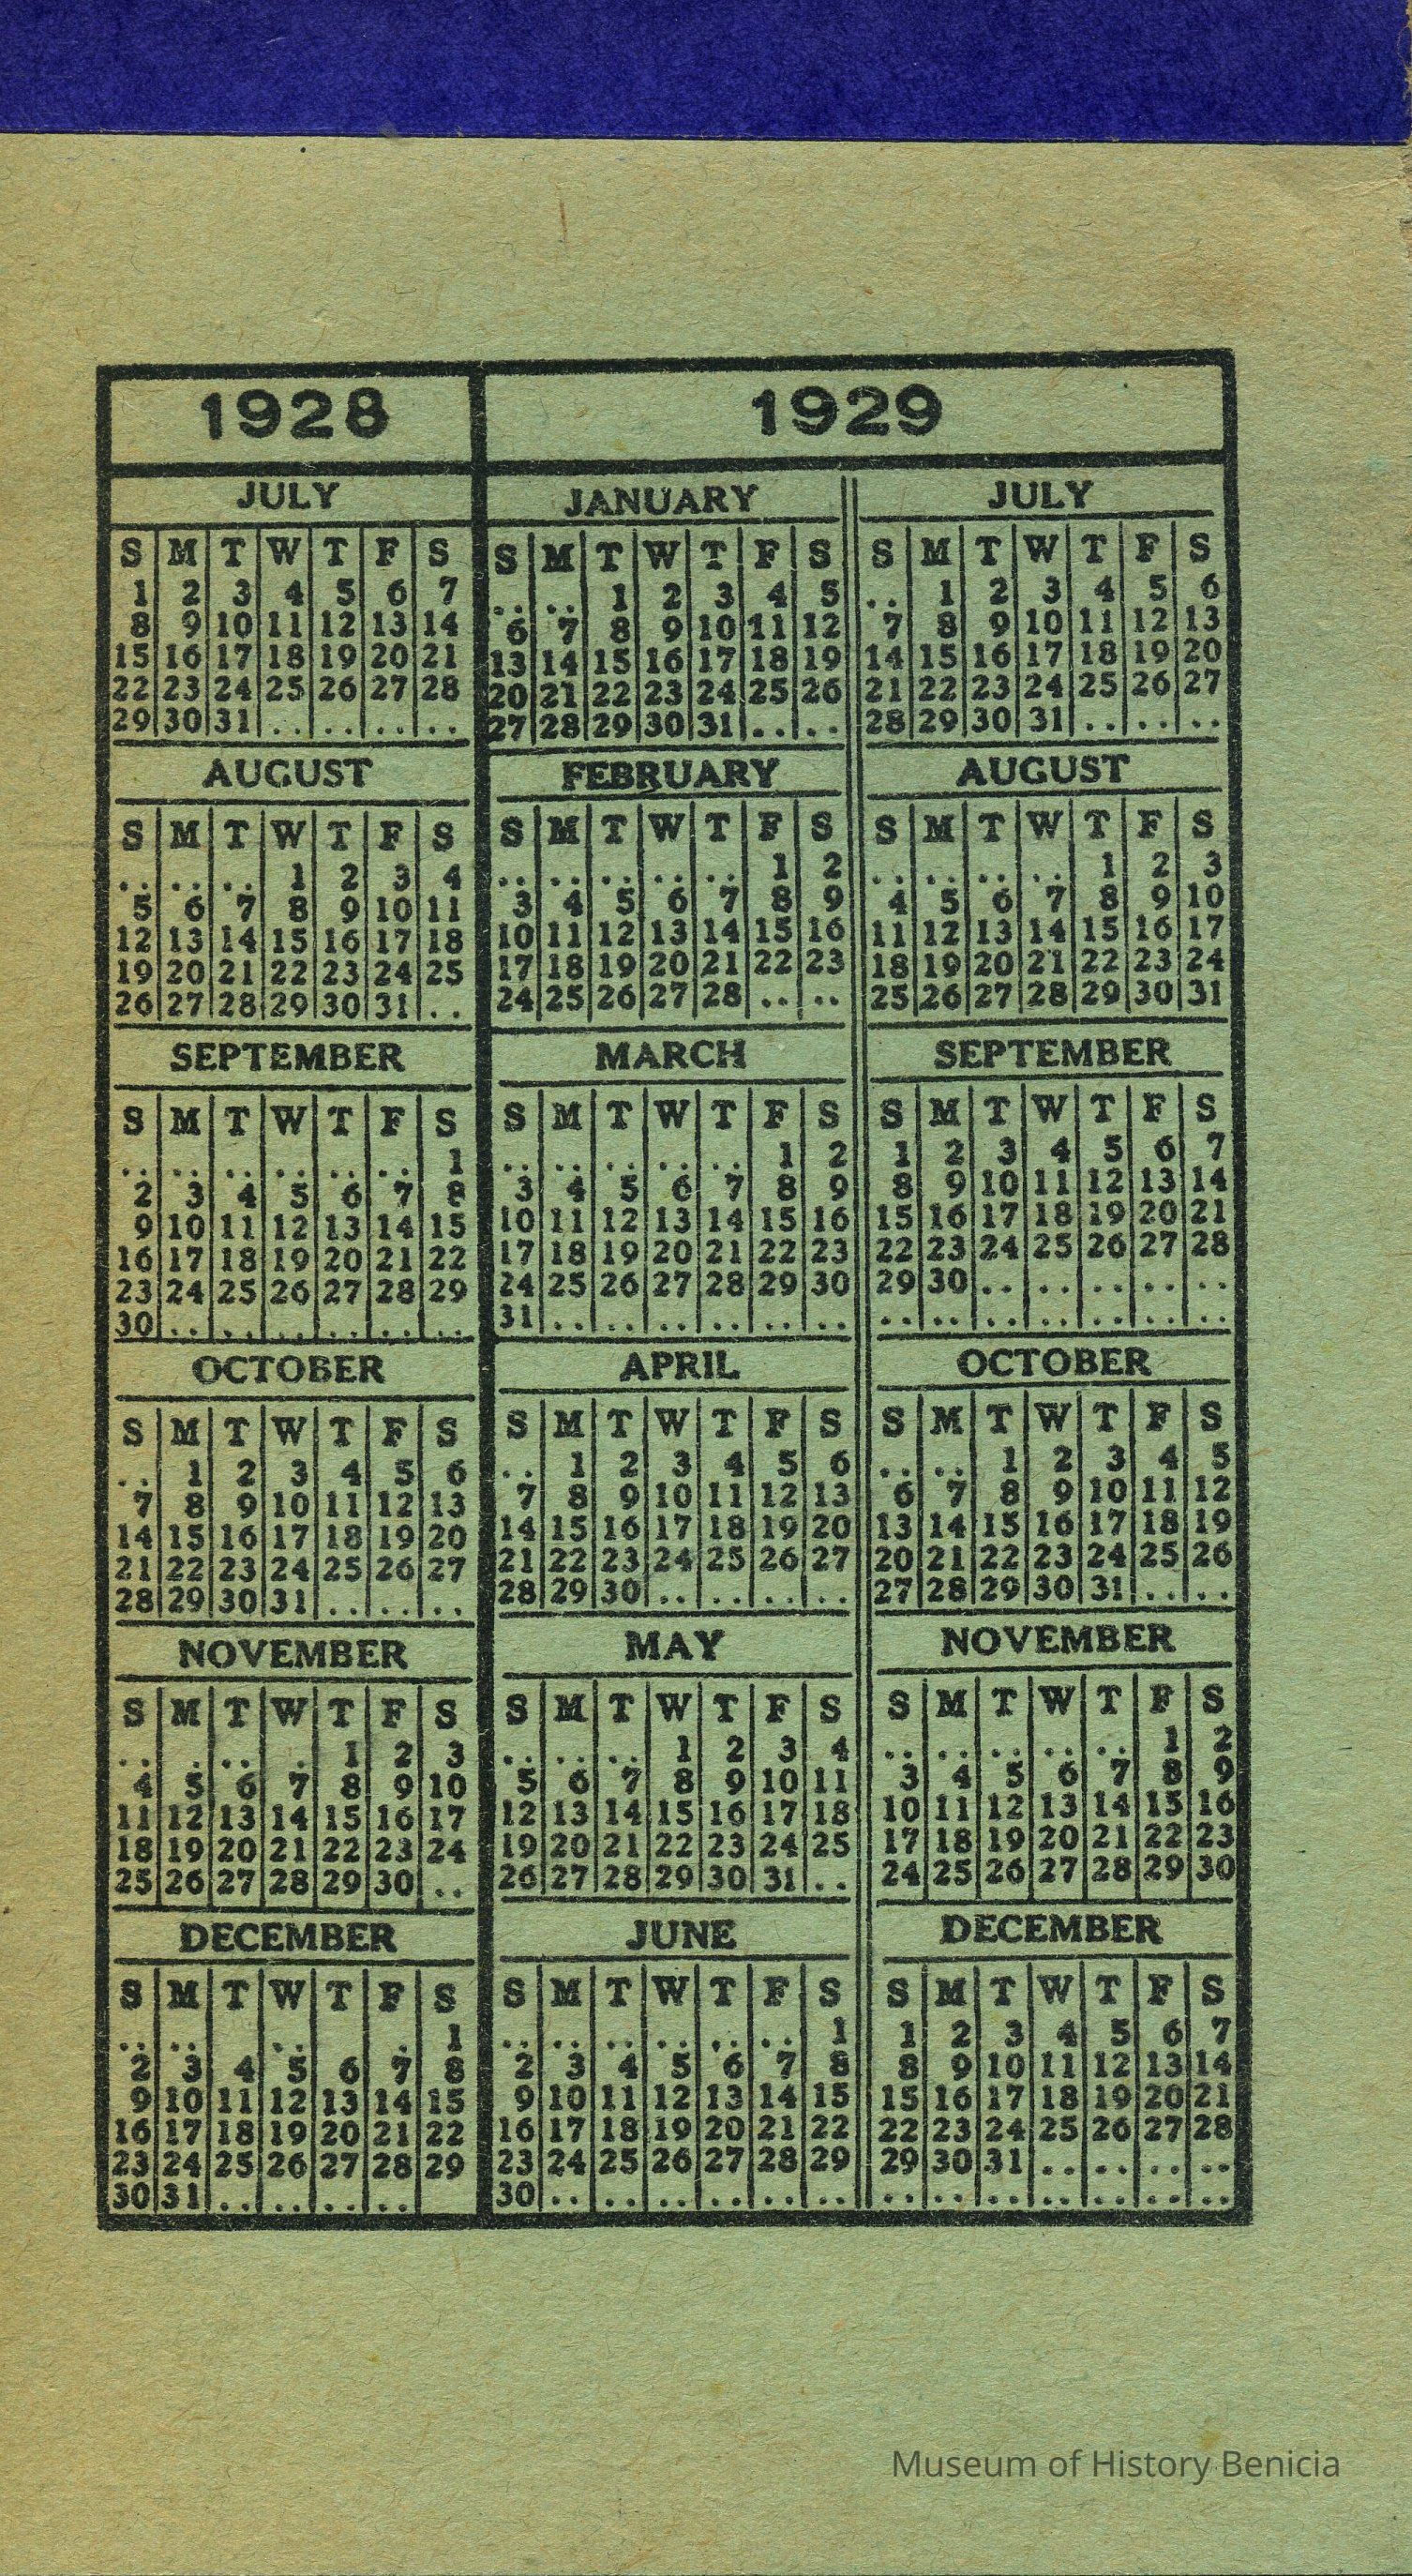 1928
JULY
S M T W T F S
1 2 3 4 5 6 7
8 9 10 11 12 13 14
15 16 17 18 19 20 21
22 23 24 25 26 27 28
29 30 31 .. .. .. ..
AUGUST
S M T W T F S
.. .. .. 1 2 3 4
5 6 7 8 9 10 11
12 13 14 15 16 17 18
19 20 21 22 23 24 25
26 27 28 29 30 31 ..
SEPTEMBER
S M T W T F S
.. .. .. .. .. .. 1
2 3 4 5 6 7 8
9 10 11 12 13 14 15
16 17 18 19 20 21 22
23 24 25 26 27 28 29
30 .. .. .. .. .. ..
OCTOBER
S M T W T F S
.. 1 2 3 4 5 6
7 8 9 10 11 12 13
14 15 16 17 18 19 20
21 22 23 24 25 26 27
28 29 30 31 .. .. ..
NOVEMBER
S M T W T F S
.. . .. . 1 2 3
4 5 6 7 8 9 10
11 12 13 14 15 16 17
18 19 20 21 22 23 24
25 26 27 28 29 30 ..
DECEMBER
S M T W T F S
.. .. .. . 1
2 3 4 5 6 7 8
9 10 11 12 13 14 15
16 17 18 19 20 21 22
23 24 25 26 27 28 29
30 31 .. .. .. ..
1929
JANUARY
S M T W T F S
.. .. 1 2 3 4 5
6 7 8 9 10 11 12
13 14 15 16 17 18 19
20 21 22 23 24 25 26
27 28 29 30 31 .. ..
FEBRUARY
S M T W T F S
.. .. .. .. .. 1 2
3 4 5 6 7 8 9
10 11 12 13 14 15 16
17 18 19 20 21 22 23
24 25 26 27 28 .. ..
MARCH
S M T W T F S
.. .. .. .. .. 1 2
3 4 5 6 7 8 9
10 11 12 13 14 15 16
17 18 19 20 21 22 23
24 25 26 27 28 29 30
31 .. .. .. .. .. ..
APRIL
S M T W T F S
.. 1 2 3 4 5 6
7 8 9 10 11 12 13
14 15 16 17 18 19 20
21 22 23 24 25 26 27
28 29 30 .. .. .. ..
MAY
S M T W T F S
.. .. .. 1 2 3 4
5 6 7 8 9 10 11
12 13 14 15 16 17 18
19 20 21 22 23 24 25
26 27 28 29 30 31 ..
JUNE
S M T W T F S
.. .. .. .. .. .. 1
2 3 4 5 6 7 8
9 10 11 12 13 14 15
16 17 18 19 20 21 22
23 24 25 26 27 28 29
30 .. .. .. .. .. ..
JULY
S M T W T F S
.. 1 2 3 4 5 6
7 8 9 10 11 12 13
14 15 16 17 18 19 20
21 22 23 24 25 26 27
28 29 30 31 .. .. ..
AUGUST
S M T W T F S
.. .. .. .. 1 2 3
4 5 6 7 8 9 10
11 12 13 14 15 16 17
18 19 20 21 22 23 24
25 26 27 28 29 30 31
SEPTEMBER
S M T W T F S
1 2 3 4 5 6 7
8 9 10 11 12 13 14
15 16 17 18 19 20 21
22 23 24 25 26 27 28
29 30 .. .. .. .. ..
.. .. .. .. .. .. ..
OCTOBER
S M T W T F S
.. .. 1 2 3 4 5
6 7 8 9 10 11 12
13 14 15 16 17 18 19
20 21 22 23 24 25 26
27 28 29 30 31 .. ..
NOVEMBER
S M T W T F S
.. .. .. .. .. 1 2
3 4 5 6 7 8 9
10 11 12 13 14 15 16
17 18 19 20 21 22 23
24 25 26 27 28 29 30
DECEMBER
S M T W T F S
1 2 3 4 5 6 7
8 9 10 11 12 13 14
15 16 17 18 19 20 21
22 23 24 25 26 27 28
29 30 31 .. .. .. ..
.. .. .. .. .. .. ..
Museum of History Benicia